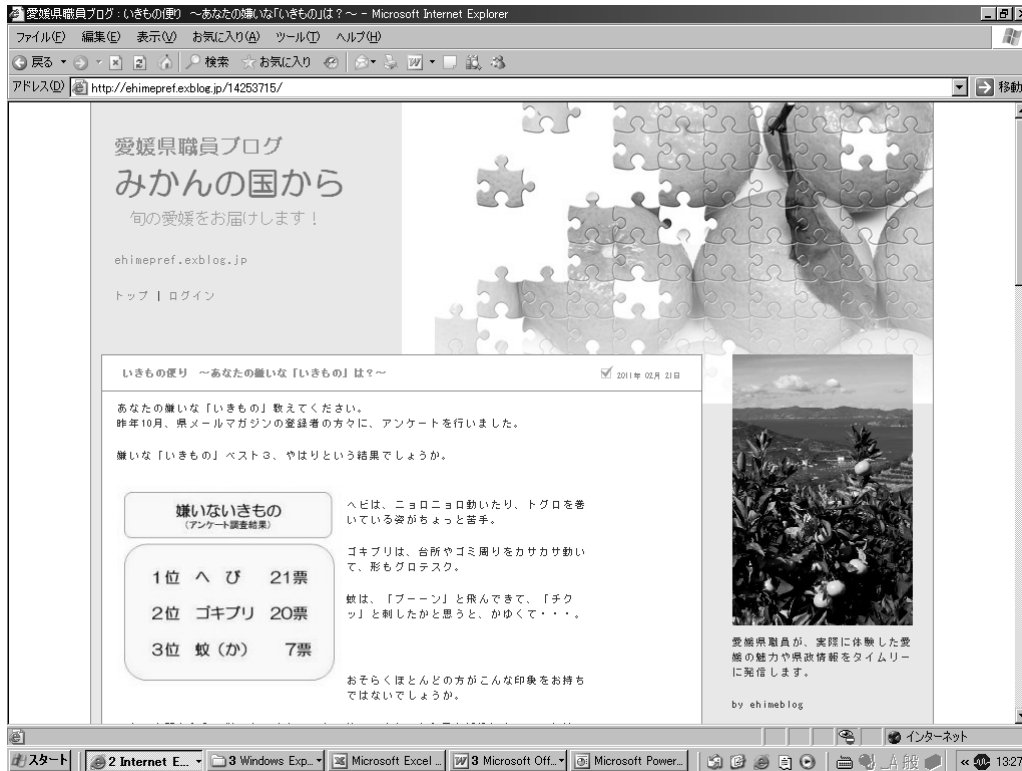 愛媛県職員ブログ : いきもの便り ～あなたの嫌いな「いきもの」は？～ - Microsoft Internet Explorer
ファイル(F) 編集(E) 表示(V) お気に入り(A) ツール(T) ヘルプ(H)
戻る 検索 お気に入り
アドレス(D) http://ehimepref.exblog.jp/14253715/ 移動
愛媛県職員ブログ
みかんの国から
旬の愛媛をお届けします！
ehimepref.exblog.jp
トップ | ログイン
いきもの便り ～あなたの嫌いな「いきもの」は？～
2011年 02月 21日
あなたの嫌いな「いきもの」教えてください。
昨年10月、県メールマガジンの登録者の方々に、アンケートを行いました。
嫌いな「いきもの」ベスト３、やはりという結果でしょうか。
嫌いないきもの
（アンケート調査結果）
1位 へ び 21票
2位 ゴキブリ 20票
3位 蚊（か） 7票
ヘビは、ニョロニョロ動いたり、トグロを巻
いている姿がちょっと苦手。
ゴキブリは、台所やゴミ周りをカサカサ動い
て、形もグロテスク。
蚊は、「ブーーン」と飛んできて、「チク
ッ」と刺したかと思うと、かゆくて・・・。
おそらくほとんどの方がこんな印象をお持ち
ではないでしょうか。
愛媛県職員が、実際に体験した愛
媛の魅力や県政情報をタイムリー
に発信します。
by ehimeblog
インターネット
スタート 2 Internet E... 3 Windows Exp... Microsoft Excel ... 3 Microsoft Off... Microsoft Power... A 般 13:27